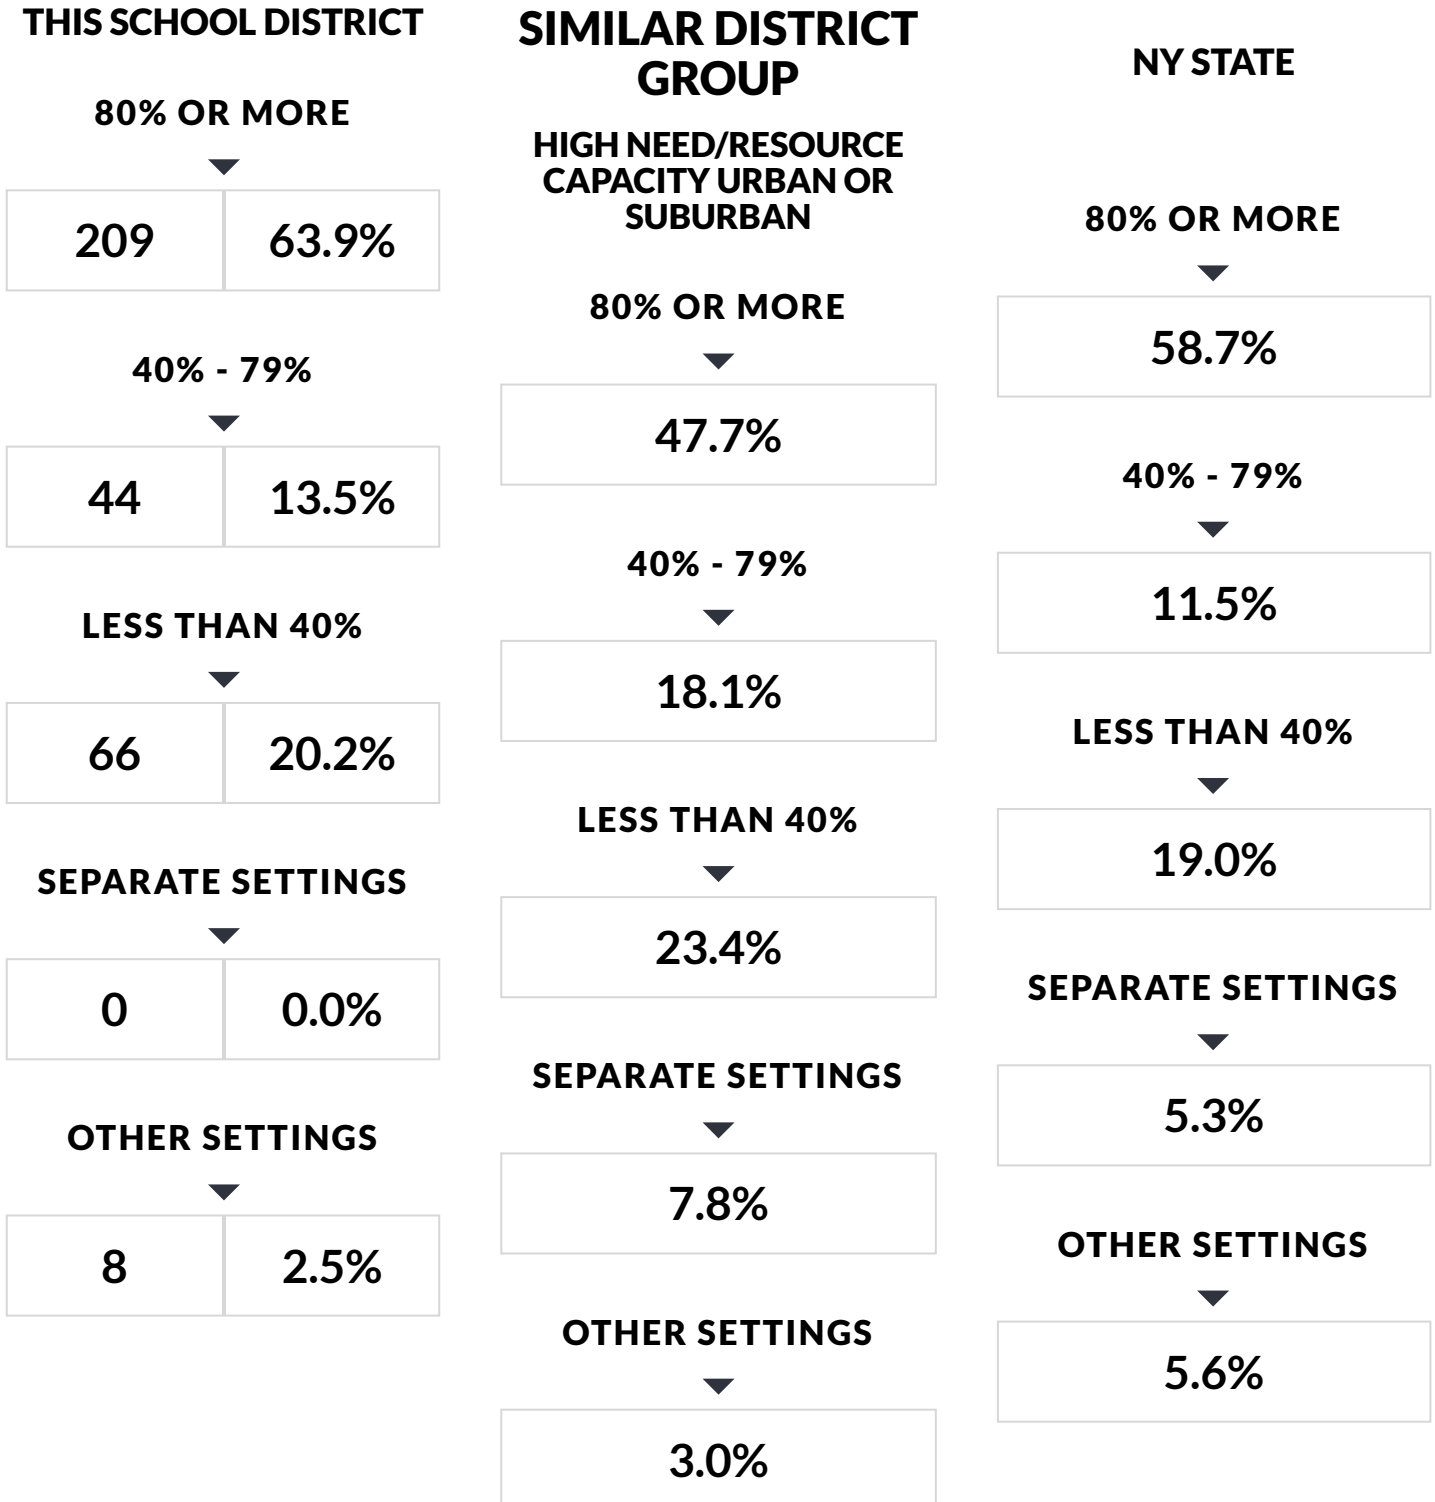 THIS SCHOOL DISTRICT
80% OR MORE
209 63.9%
40% - 79%
44 13.5%
LESS THAN 40%
66 20.2%
SEPARATE SETTINGS
0 0.0%
OTHER SETTINGS
8 2.5%
SIMILAR DISTRICT
GROUP
HIGH NEED/RESOURCE
CAPACITY URBAN OR
SUBURBAN
80% OR MORE
47.7%
40% - 79%
18.1%
LESS THAN 40%
23.4%
SEPARATE SETTINGS
7.8%
OTHER SETTINGS
3.0%
NY STATE
80% OR MORE
58.7%
40% - 79%
11.5%
LESS THAN 40%
19.0%
SEPARATE SETTINGS
5.3%
OTHER SETTINGS
5.6%